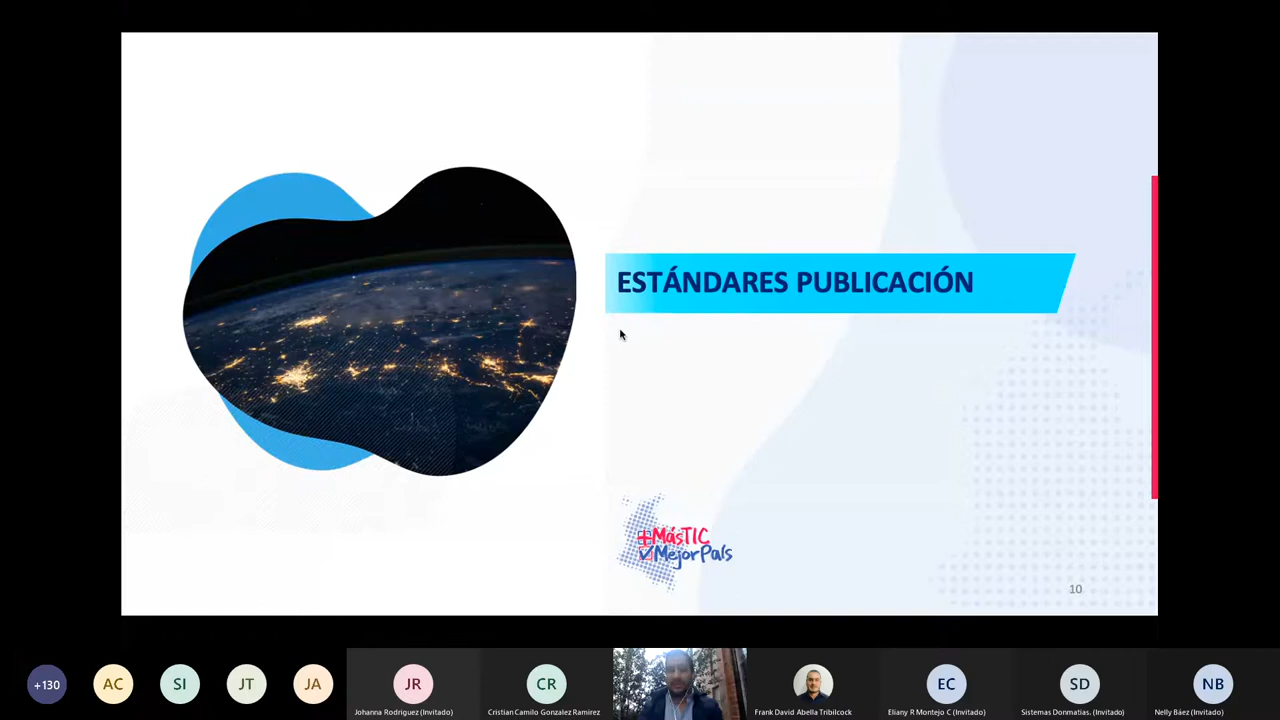 ESTÁNDARES PUBLICACIÓN
+MásTIC
MejorPaís
10
+130
AC
SI
JT
JA
JR
CR
EC
SD
NB
Johanna Rodriguez (Invitado)
Cristian Camilo Gonzalez Ramirez
Frank David Abella Tribilcock
Eliany R Montejo C (Invitado)
Sistemas Donmatias. (Invitado)
Nelly Báez (Invitado)